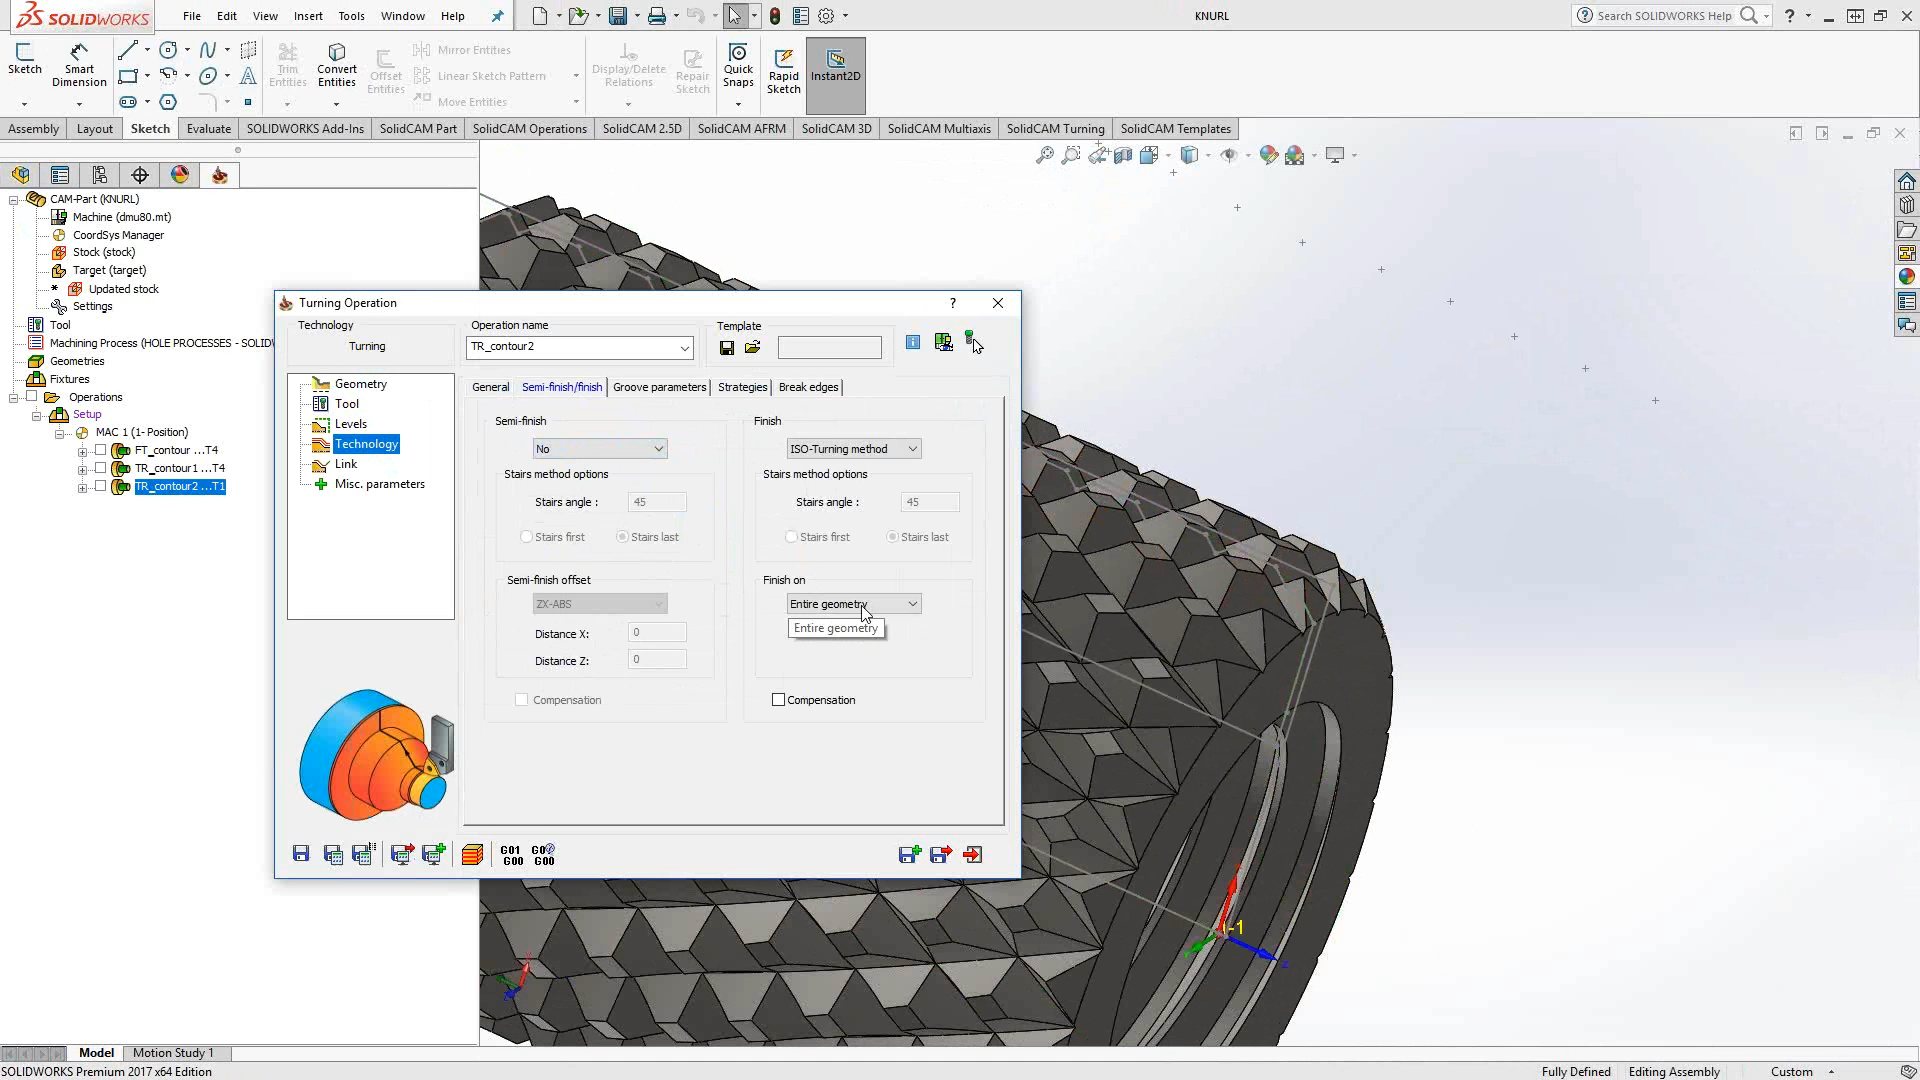 SOLIDWORKS
File Edit View Insert Tools Window Help
KNURL
Search SOLIDWORKS Help
?
Sketch
Smart Dimension
Trim Entities
Convert Entities
Offset Entities
Mirror Entities
Linear Sketch Pattern
Move Entities
Display/Delete Relations
Repair Sketch
Quick Snaps
Rapid Sketch
Instant2D
Assembly Layout Sketch Evaluate SOLIDWORKS Add-Ins SolidCAM Part SolidCAM Operations SolidCAM 2.5D SolidCAM AFRM SolidCAM 3D SolidCAM Multiaxis SolidCAM Turning SolidCAM Templates
CAM-Part (KNURL)
Machine (dmu80.mt)
CoordSys Manager
Stock (stock)
Target (target)
* Updated stock
Settings
Tool
Machining Process (HOLE PROCESSES - SOLID
Geometries
Fixtures
Operations
Setup
MAC 1 (1- Position)
FT_contour ...T4
TR_contour1 ...T4
TR_contour2 ...T1
Turning Operation
?
Technology
Turning
Operation name
TR_contour2
Template
Geometry
Tool
Levels
Technology
Link
Misc. parameters
General Semi-finish/finish Groove parameters Strategies Break edges
Semi-finish
No
Stairs method options
Stairs angle : 45
Stairs first Stairs last
Semi-finish offset
ZX-ABS
Distance X: 0
Distance Z: 0
Compensation
Finish
ISO-Turning method
Stairs method options
Stairs angle : 45
Stairs first Stairs last
Finish on
Entire geometry
Entire geometry
Compensation
G01 G00
G0 G00
-1
Z
Model Motion Study 1
SOLIDWORKS Premium 2017 x64 Edition
Fully Defined Editing Assembly Custom